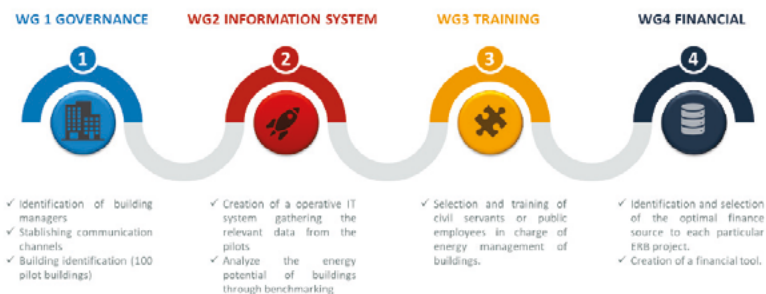 WG 1 GOVERNANCE
WG2 INFORMATION SYSTEM
WG3 TRAINING
WG4 FINANCIAL
1
2
3
4
✓ Identification of building
managers
✓ Stablishing communication
channels
✓ Building identification (100
pilot buildings)
✓ Creation of a operative IT
system gathering the
relevant data from the
pilots
✓ Analyze the energy
potential of buildings
through benchmarking
✓ Selection and training of
civil servants or public
employees in charge of
energy management of
buildings.
✓ Identification and selection
of the optimal finance
source to each particular
ERB project.
✓ Creation of a financial tool.